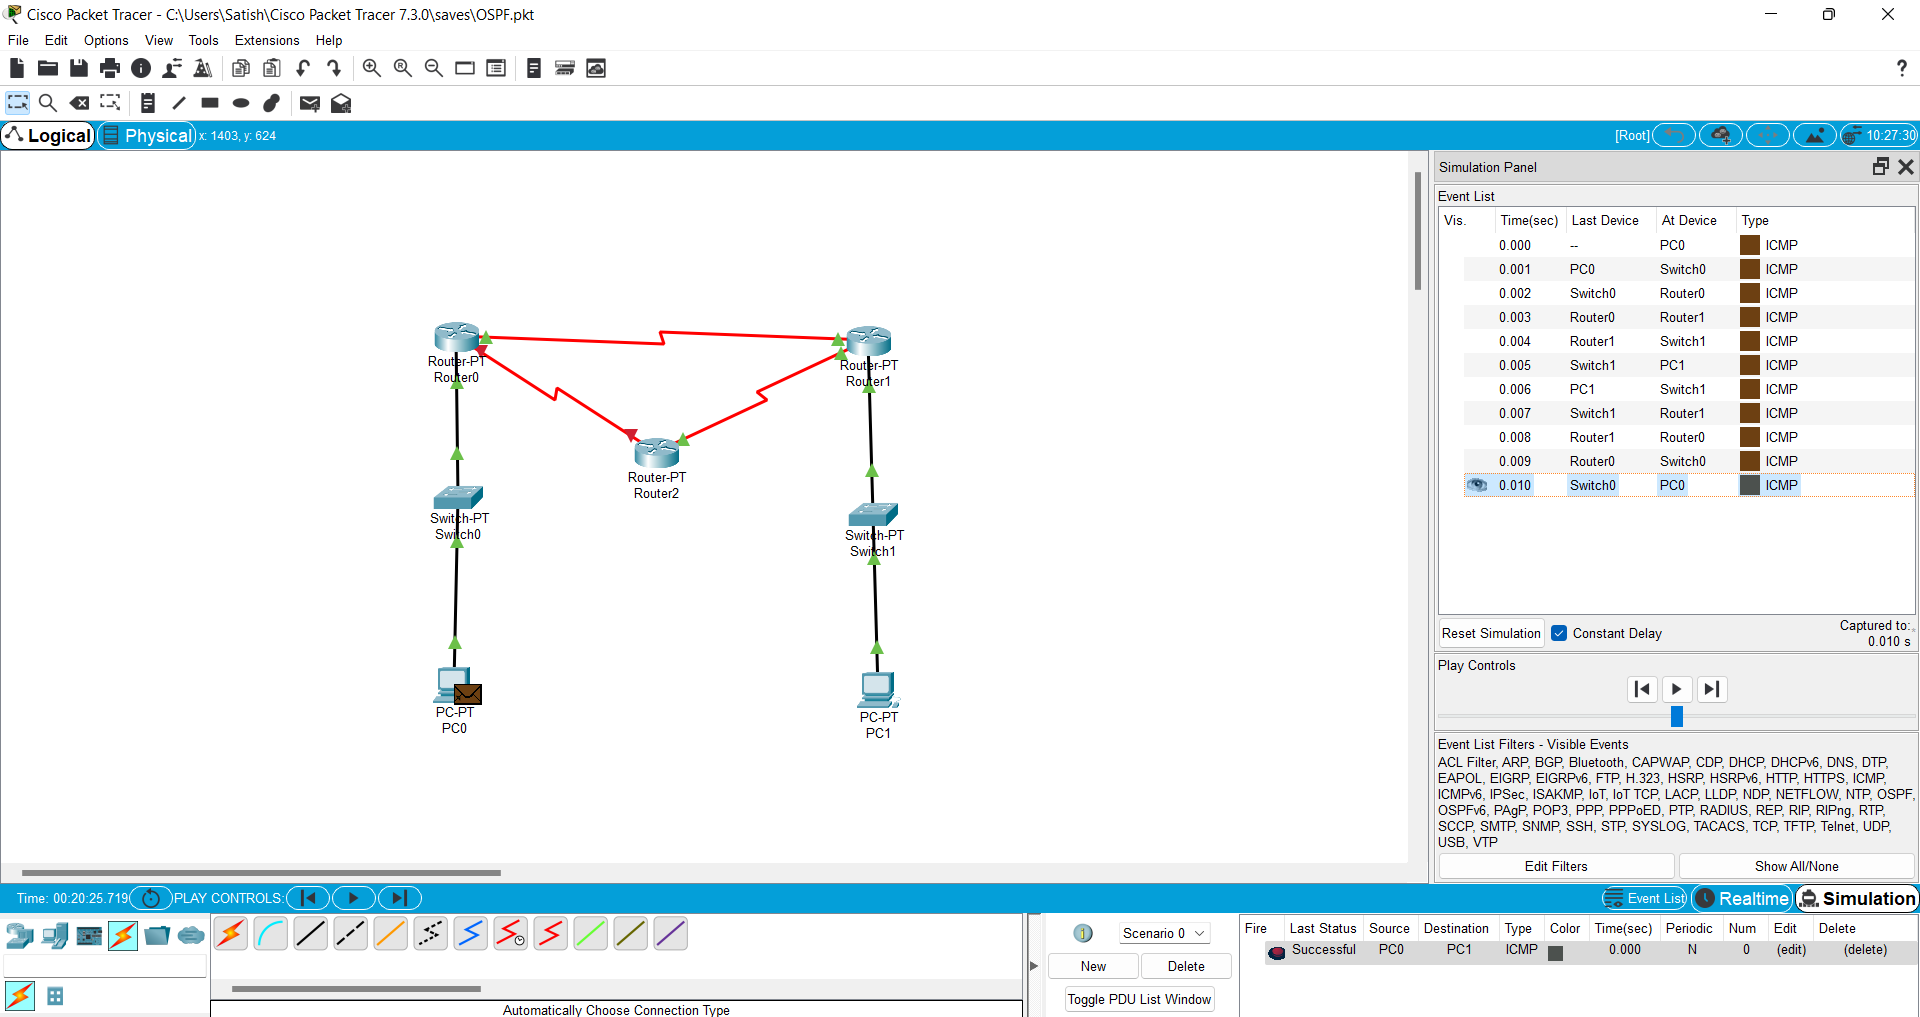 Cisco Packet Tracer - C:\Users\Satish\Cisco Packet Tracer 7.3.0\saves\OSPF.pkt
File Edit Options View Tools Extensions Help
?
Logical Physical x: 1403, y: 624 [Root] 10:27:30
Simulation Panel
Event List
Vis. Time(sec) Last Device At Device Type
0.000 -- PC0 ICMP
0.001 PC0 Switch0 ICMP
0.002 Switch0 Router0 ICMP
0.003 Router0 Router1 ICMP
0.004 Router1 Switch1 ICMP
0.005 Switch1 PC1 ICMP
0.006 PC1 Switch1 ICMP
0.007 Switch1 Router1 ICMP
0.008 Router1 Router0 ICMP
0.009 Router0 Switch0 ICMP
0.010 Switch0 PC0 ICMP
Router-PT
Router0
Router-PT
Router1
Router-PT
Router2
Switch-PT
Switch0
Switch-PT
Switch1
PC-PT
PC0
PC-PT
PC1
Reset Simulation Constant Delay Captured to:
0.010 s
Play Controls
Event List Filters - Visible Events
ACL Filter, ARP, BGP, Bluetooth, CAPWAP, CDP, DHCP, DHCPv6, DNS, DTP,
EAPOL, EIGRP, EIGRPv6, FTP, H.323, HSRP, HSRPv6, HTTP, HTTPS, ICMP,
ICMPv6, IPSec, ISAKMP, IoT, IoT TCP, LACP, LLDP, NDP, NETFLOW, NTP, OSPF,
OSPFv6, PAgP, POP3, PPP, PPPoED, PTP, RADIUS, REP, RIP, RIPng, RTP,
SCCP, SMTP, SNMP, SSH, STP, SYSLOG, TACACS, TCP, TFTP, Telnet, UDP,
USB, VTP
Edit Filters Show All/None
Time: 00:20:25.719 PLAY CONTROLS: Event List Realtime Simulation
Scenario 0
New Delete
Toggle PDU List Window
Fire Last Status Source Destination Type Color Time(sec) Periodic Num Edit Delete
Successful PC0 PC1 ICMP 0.000 N 0 (edit) (delete)
Automatically Choose Connection Type